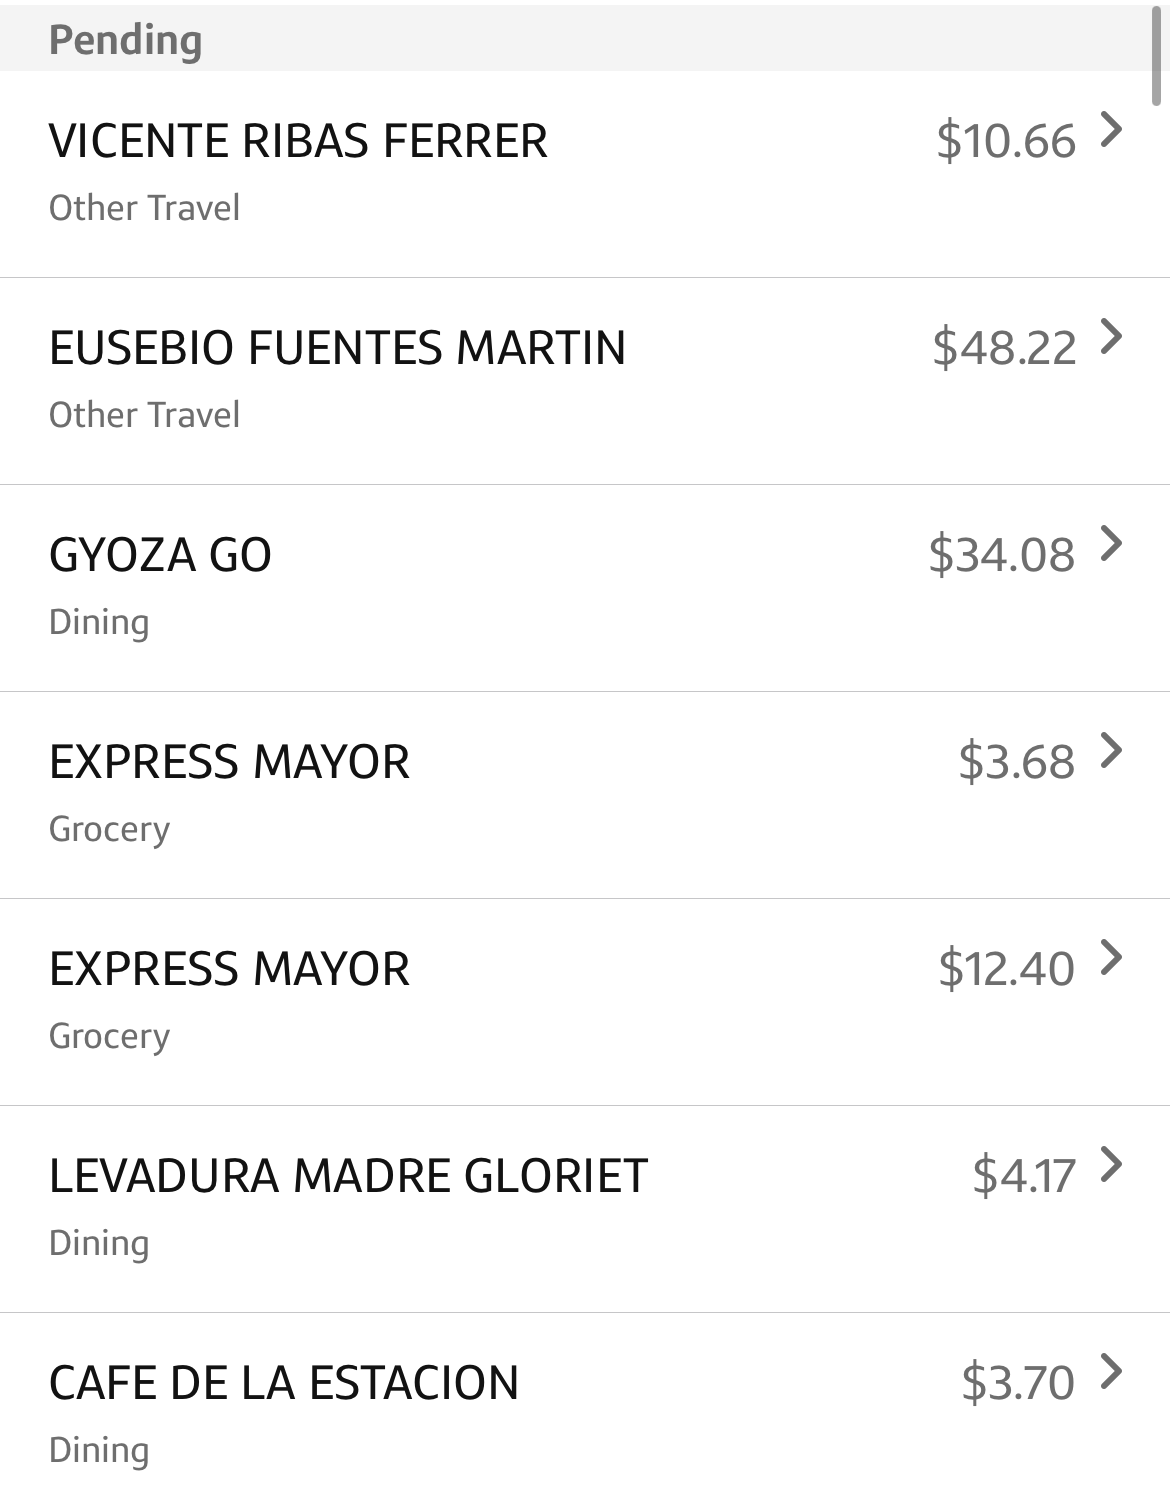 Pending
VICENTE RIBAS FERRER $10.66
Other Travel
EUSEBIO FUENTES MARTIN $48.22
Other Travel
GYOZA GO $34.08
Dining
EXPRESS MAYOR $3.68
Grocery
EXPRESS MAYOR $12.40
Grocery
LEVADURA MADRE GLORIET $4.17
Dining
CAFE DE LA ESTACION $3.70
Dining